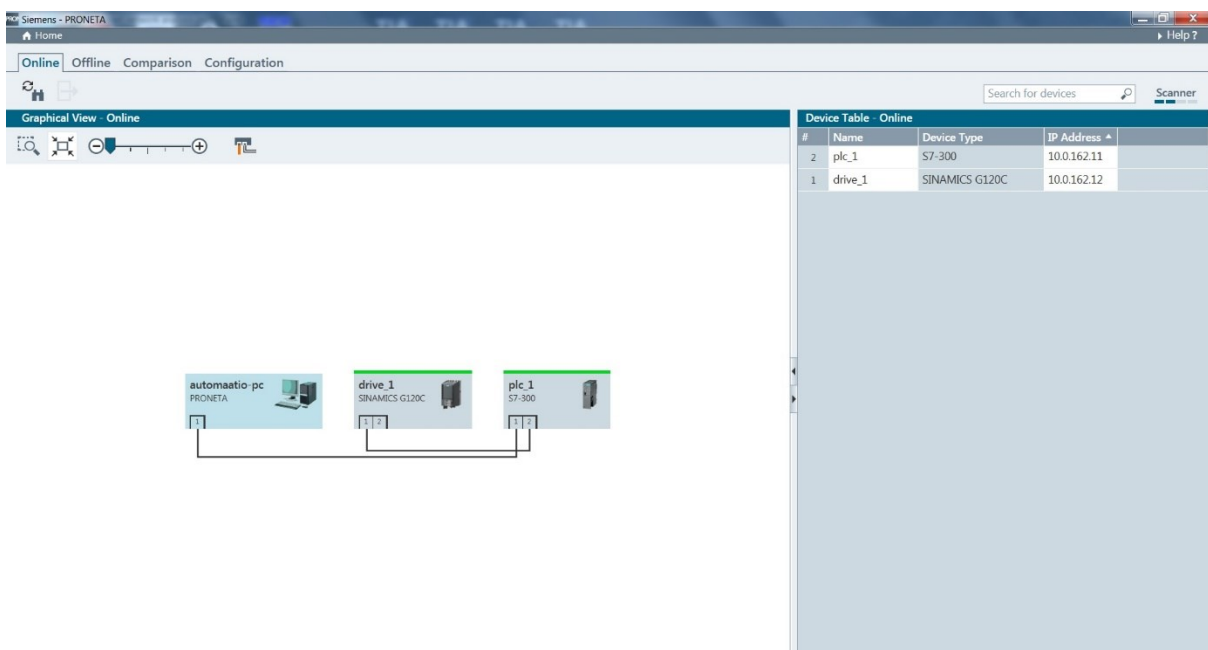 Siemens - PRONETA
Home
Help ?
Online Offline Comparison Configuration
Search for devices
Scanner
Graphical View - Online
Device Table - Online
# Name Device Type IP Address
2 plc_1 S7-300 10.0.162.11
1 drive_1 SINAMICS G120C 10.0.162.12
automaatio-pc
PRONETA
1
drive_1
SINAMICS G120C
1 2
plc_1
S7-300
1 2